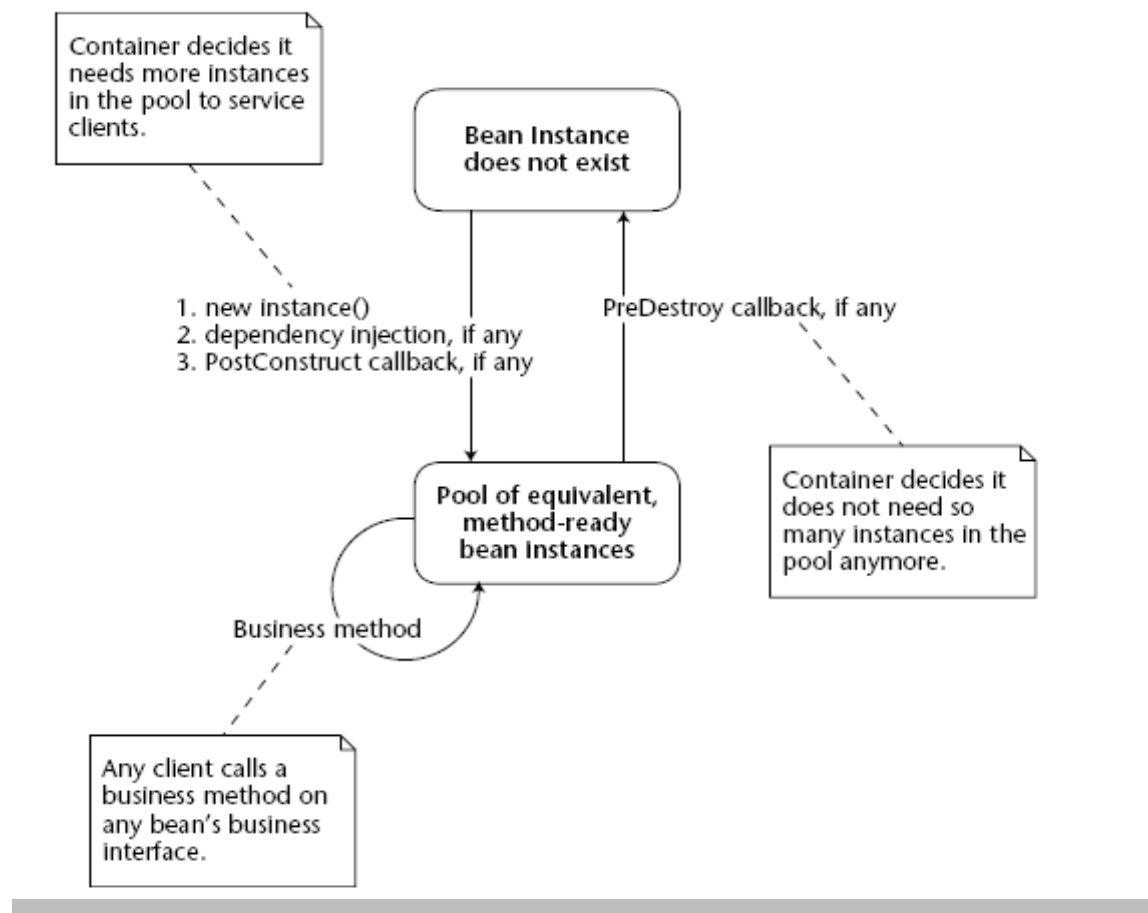 Container decides it
needs more instances
in the pool to service
clients.
Bean Instance
does not exist
1. new instance()
2. dependency injection, if any
3. PostConstruct callback, if any
PreDestroy callback, if any
Pool of equivalent,
method-ready
bean instances
Container decides it
does not need so
many instances in the
pool anymore.
Business method
Any client calls a
business method on
any bean's business
interface.